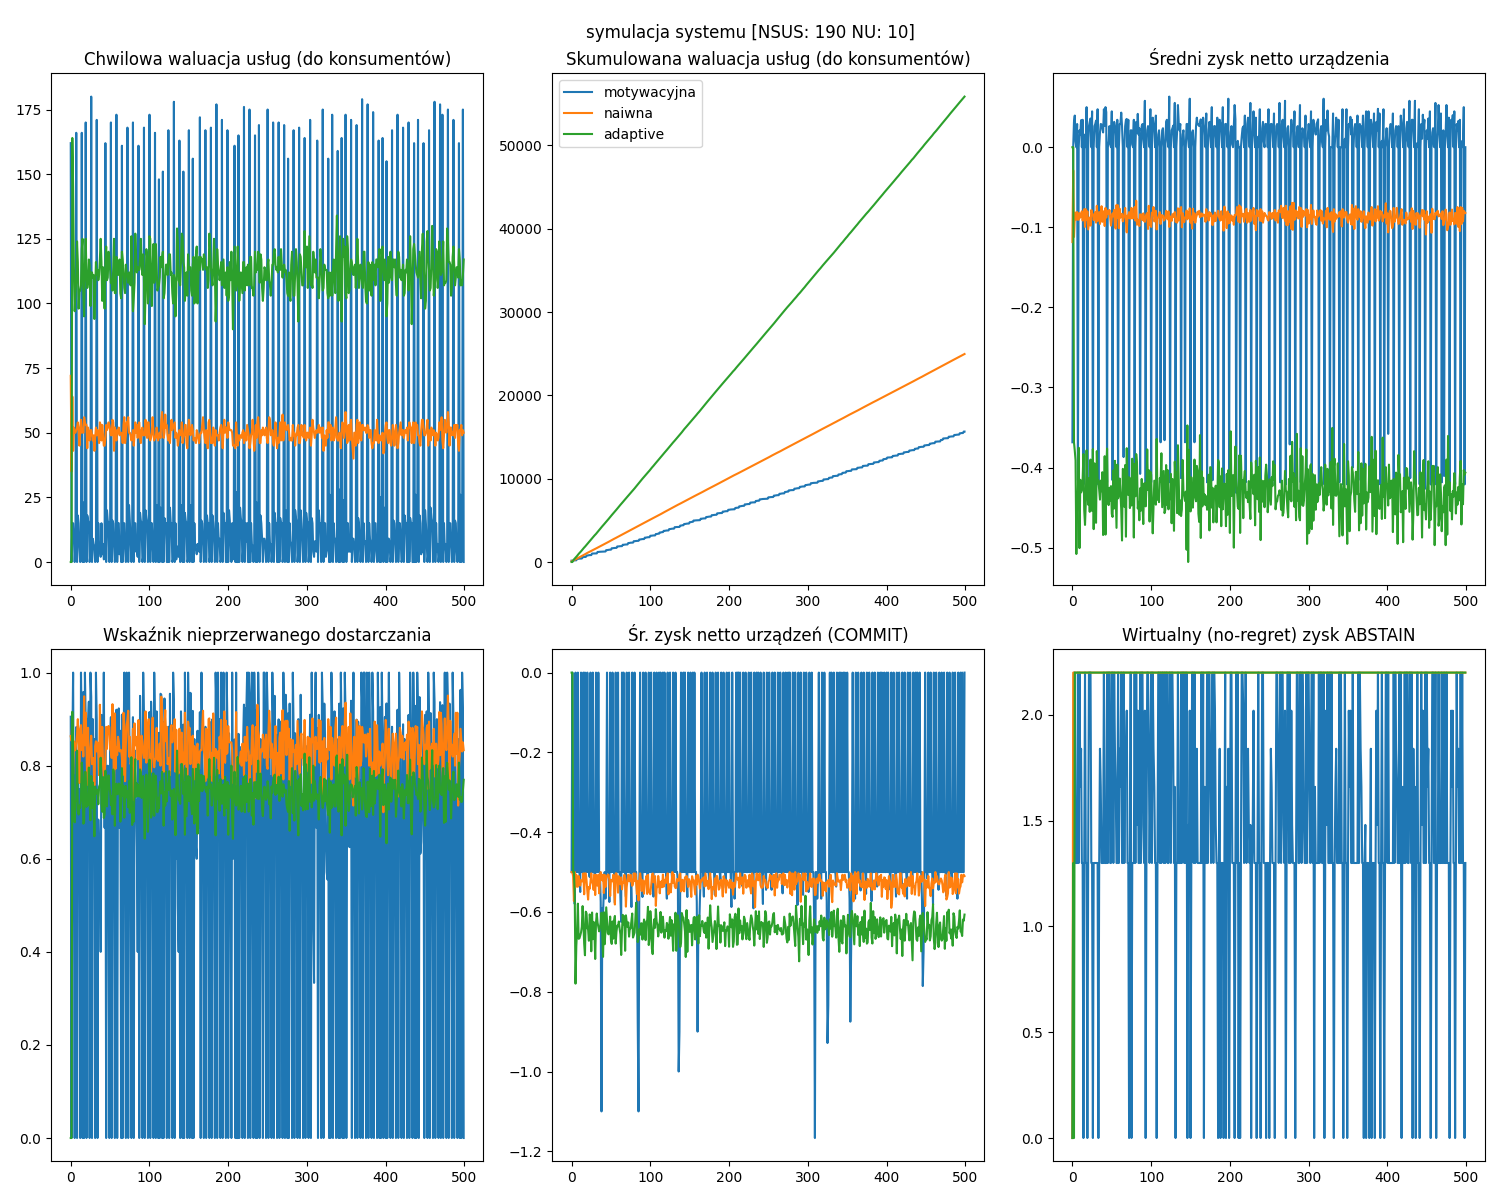 symulacja systemu [NSUS: 190 NU: 10]
Chwilowa waluacja usług (do konsumentów)
175
150
125
100
75
50
25
0
0 100 200 300 400 500
Skumulowana waluacja usług (do konsumentów)
motywacyjna
naiwna
adaptive
50000
40000
30000
20000
10000
0
0 100 200 300 400 500
Średni zysk netto urządzenia
0.0
−0.1
−0.2
−0.3
−0.4
−0.5
0 100 200 300 400 500
Wskaźnik nieprzerwanego dostarczania
1.0
0.8
0.6
0.4
0.2
0.0
0 100 200 300 400 500
Śr. zysk netto urządzeń (COMMIT)
0.0
−0.2
−0.4
−0.6
−0.8
−1.0
−1.2
0 100 200 300 400 500
Wirtualny (no-regret) zysk ABSTAIN
2.0
1.5
1.0
0.5
0.0
0 100 200 300 400 500